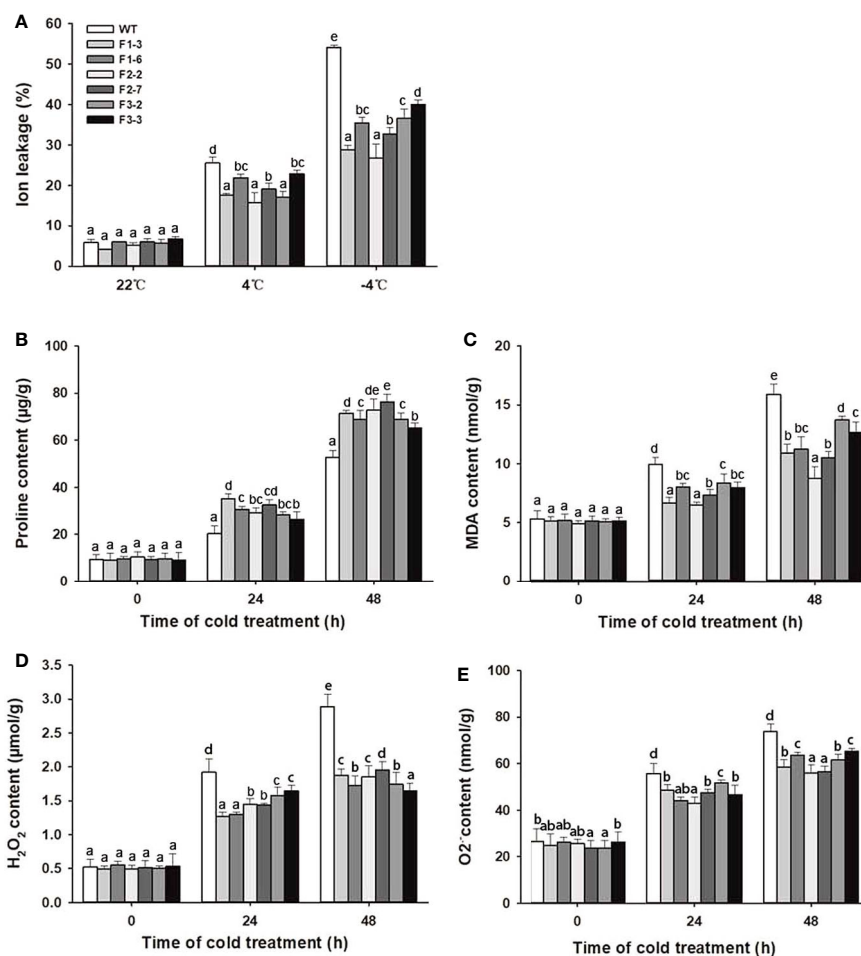 A
60
50
40
30
20
10
0
Ion leakage (%)
WT
F1-3
F1-6
F2-2
F2-7
F3-2
F3-3
a a a a a a a
d a bc a b a bc
e a bc a b c d
22℃ 4℃ -4℃
B
100
80
60
40
20
0
Proline content (µg/g)
a a a a a a a
a d c bc cd bc bc
a d c de e c b
0 24 48
Time of cold treatment (h)
C
20
15
10
5
0
MDA content (nmol/g)
a a a a a a a
d a bc a b c bc
e b bc a b d c
0 24 48
Time of cold treatment (h)
D
3.5
3.0
2.5
2.0
1.5
1.0
0.5
0.0
H₂O₂ content (µmol/g)
a a a a a a a
d a a b b c c
e c b c d b a
0 24 48
Time of cold treatment (h)
E
100
80
60
40
20
0
O2⁻content (nmol/g)
b ab ab ab a a b
d b a ba a b c b
d b c a a b c
0 24 48
Time of cold treatment (h)